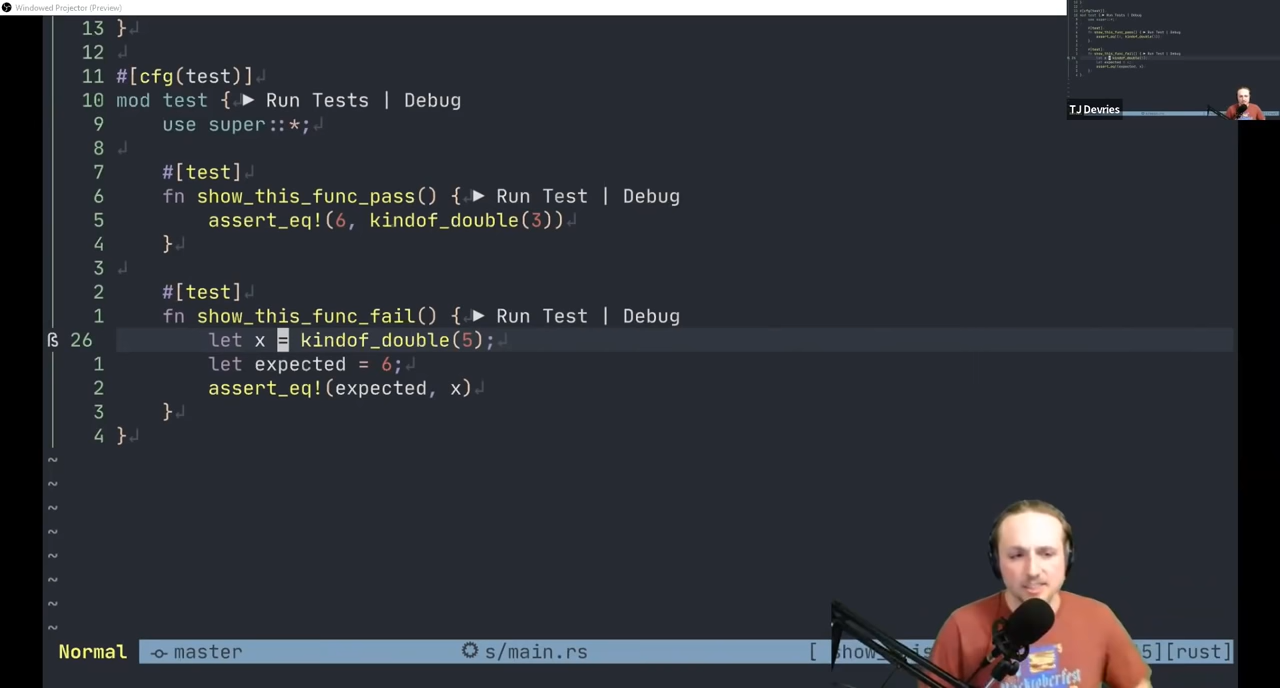 Windowed Projector (Preview)
13 }
12
11 #[cfg(test)]
10 mod test { ▶ Run Tests | Debug
9 use super::*;
8
7 #[test]
6 fn show_this_func_pass() { ▶ Run Test | Debug
5 assert_eq!(6, kindof_double(3))
4 }
3
2 #[test]
1 fn show_this_func_fail() { ▶ Run Test | Debug
ß 26 let x = kindof_double(5);
1 let expected = 6;
2 assert_eq!(expected, x)
3 }
4 }
~
~
~
~
~
~
~
~
Normal master s/main.rs [ 5][rust]
TJ Devries